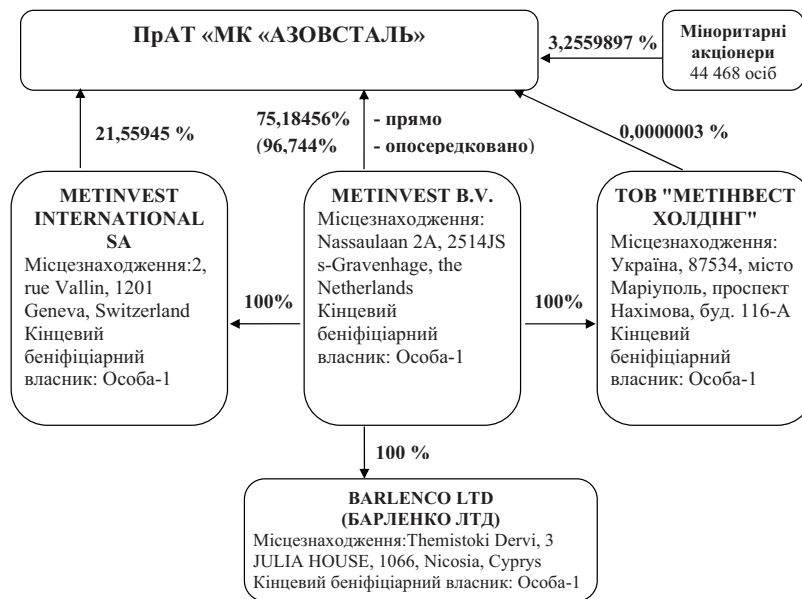 ПрАТ «МК «АЗОВСТАЛЬ»
3,2559897 %
Міноритарні
акціонери
44 468 осіб
21,55945 %
75,18456% - прямо
(96,744% - опосередковано)
0,0000003 %
METINVEST
INTERNATIONAL
SA
Місцезнаходження:2,
rue Vallin, 1201
Geneva, Switzerland
Кінцевий
беніфіціарний
власник: Особа-1
100%
METINVEST B.V.
Місцезнаходження:
Nassaulaan 2A, 2514JS
s-Gravenhage, the
Netherlands
Кінцевий
беніфіціарний
власник: Особа-1
100%
ТОВ "МЕТІНВЕСТ
ХОЛДІНГ"
Місцезнаходження:
Україна, 87534, місто
Маріуполь, проспект
Нахімова, буд. 116-А
Кінцевий
беніфіціарний
власник: Особа-1
100 %
BARLENCO LTD
(БАРЛЕНКО ЛТД)
Місцезнаходження:Themistoki Dervi, 3
JULIA HOUSE, 1066, Nicosia, Cyprys
Кінцевий беніфіціарний власник: Особа-1